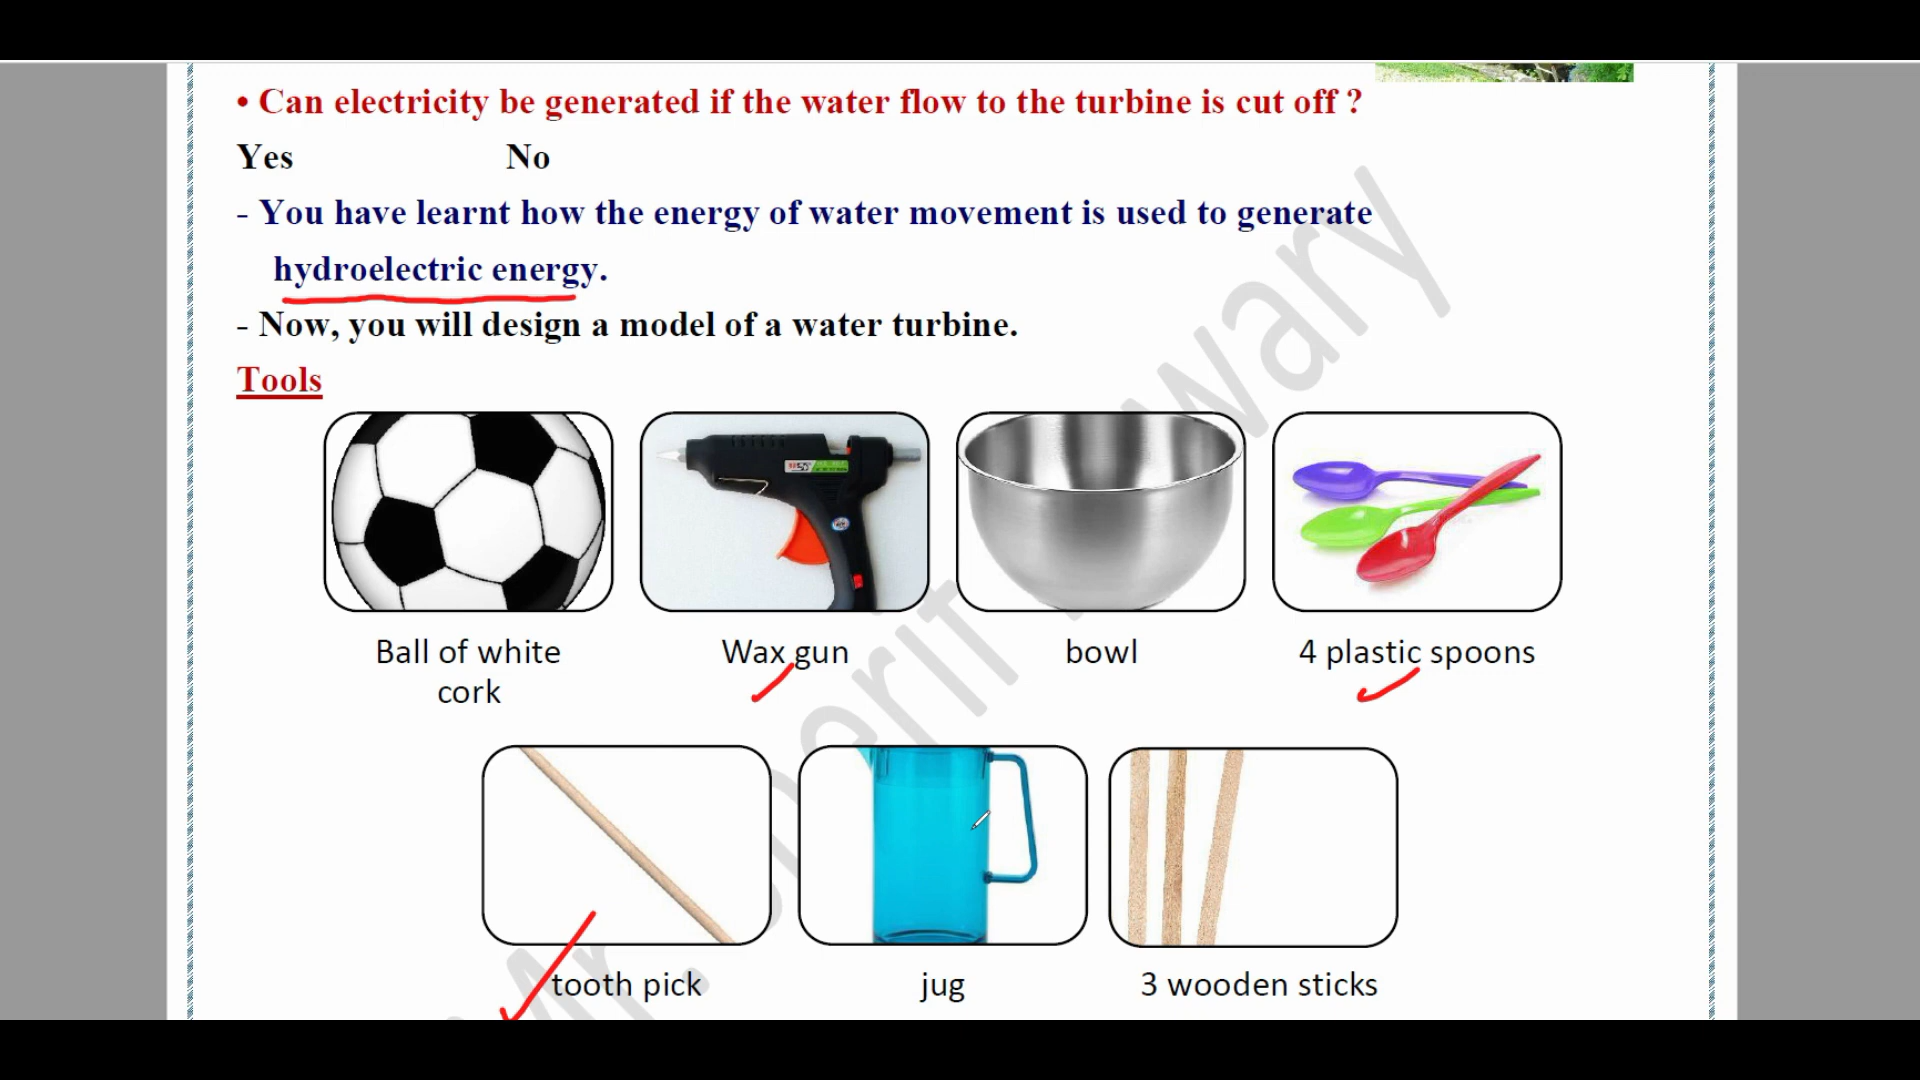 • Can electricity be generated if the water flow to the turbine is cut off ?
Yes No
- You have learnt how the energy of water movement is used to generate
hydroelectric energy.
- Now, you will design a model of a water turbine.
Tools
Ball of white
cork
Wax gun
bowl
4 plastic spoons
tooth pick
jug
3 wooden sticks